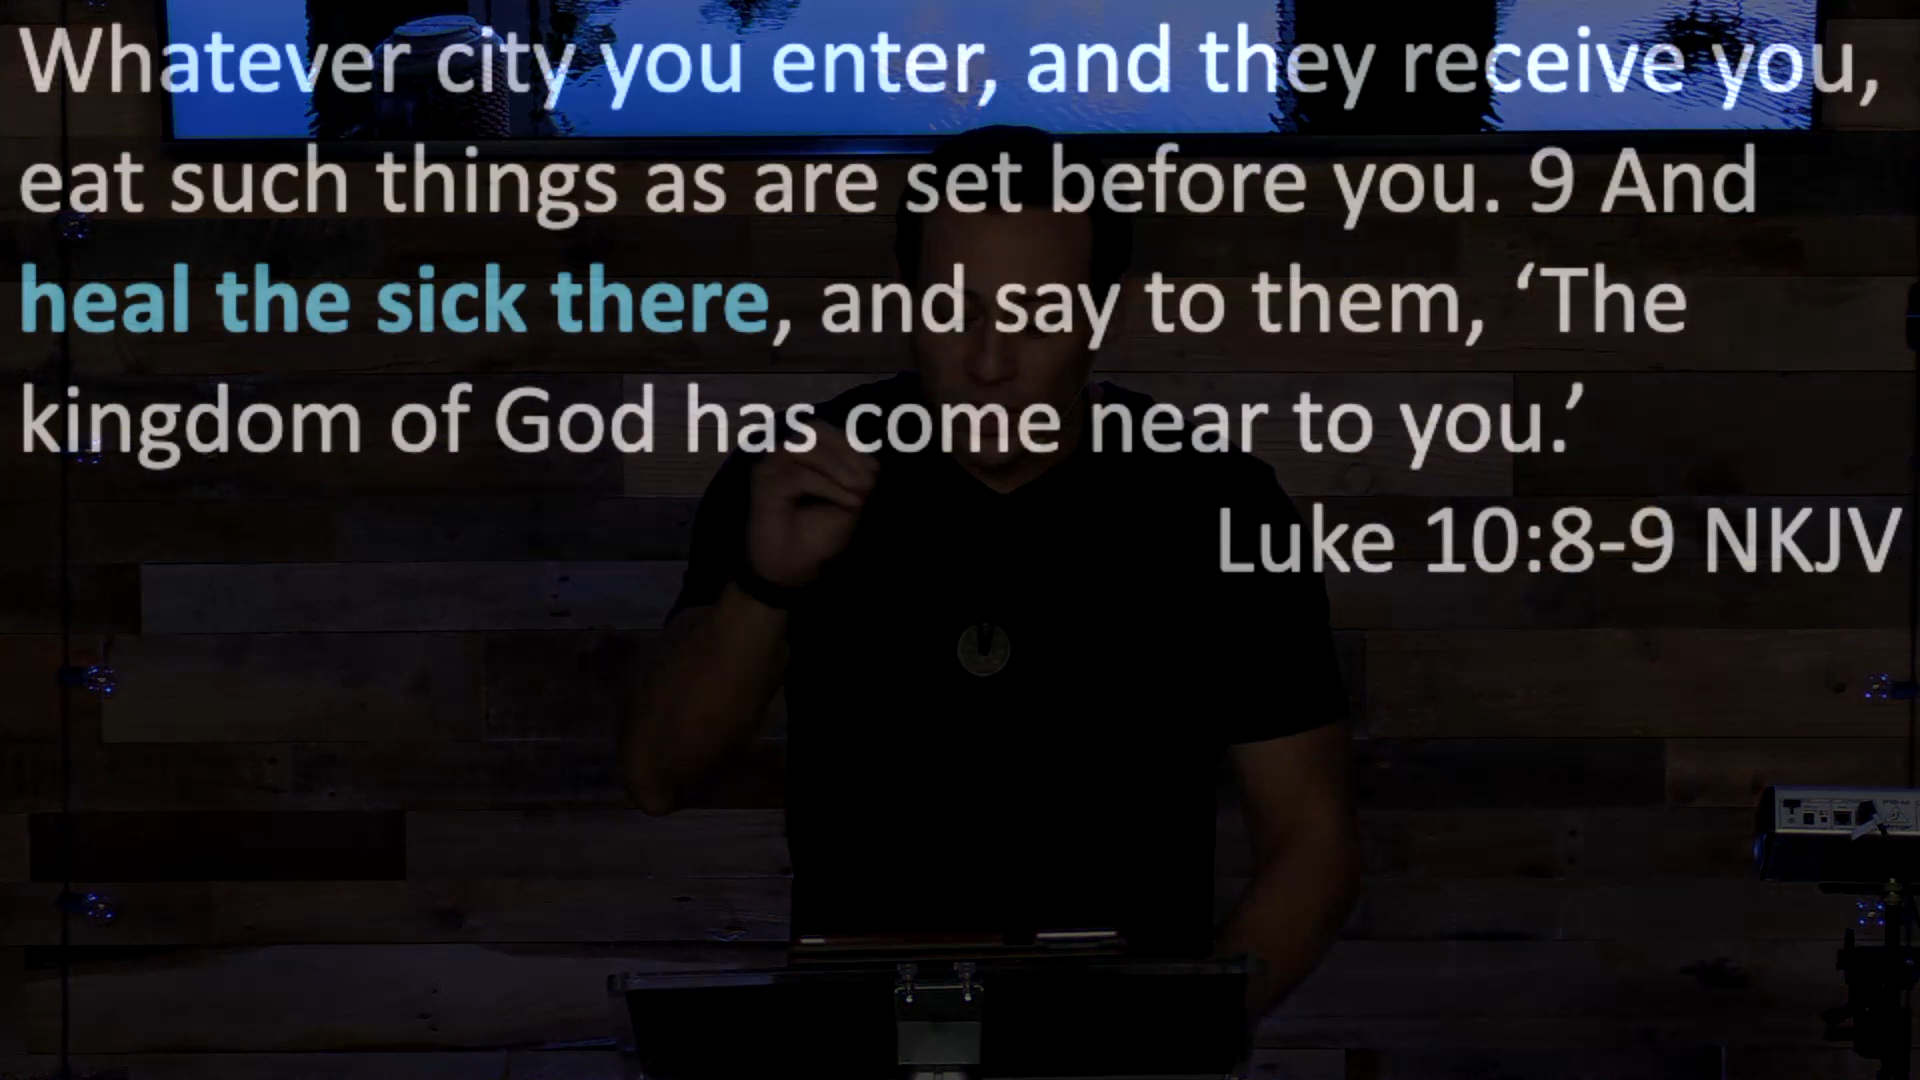 Whatever city you enter, and they receive you,
eat such things as are set before you. 9 And
heal the sick there, and say to them, ‘The
kingdom of God has come near to you.’
Luke 10:8-9 NKJV